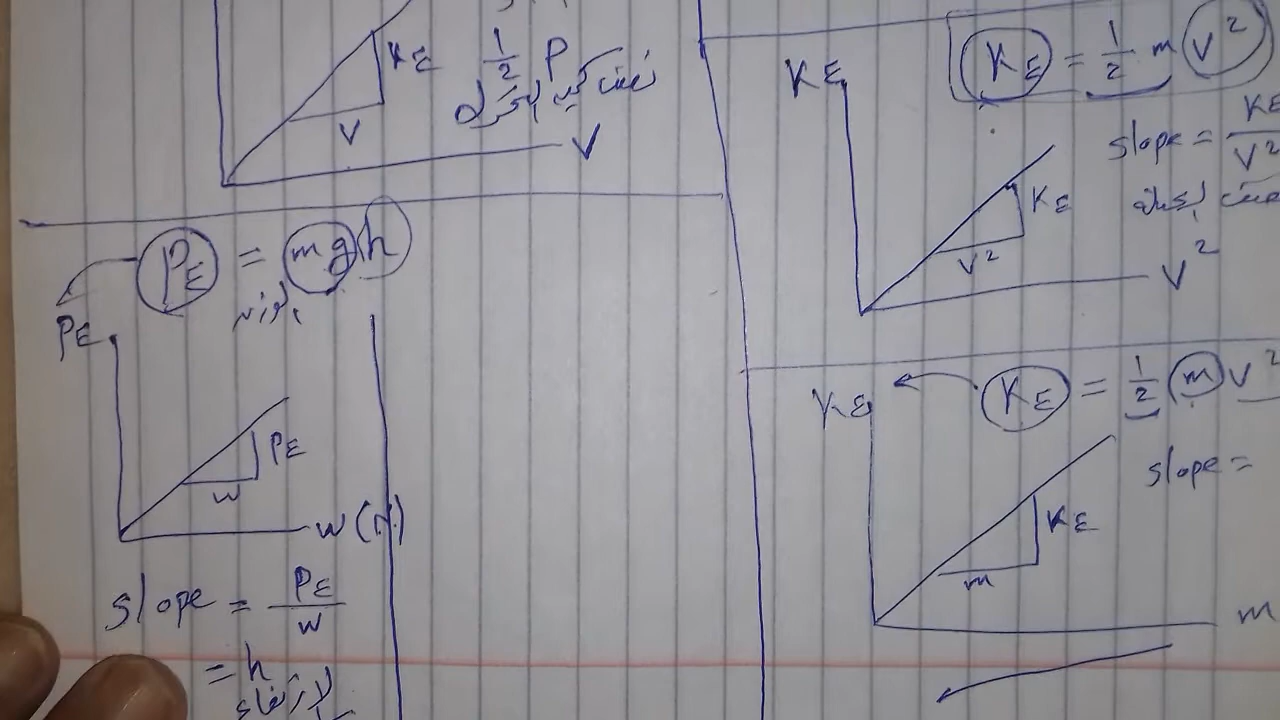 KE
V
1/2 P
نصف كمية الحركة
V
PE = mgh
الوزن
PE
PE
w
w (N)
slope = PE/w
= h
الارتفاع
KE = 1/2 m V²
KE
slope = KE/V²
نصف الكتلة
KE
V²
V²
KE = 1/2 m V²
KE
slope =
KE
m
m